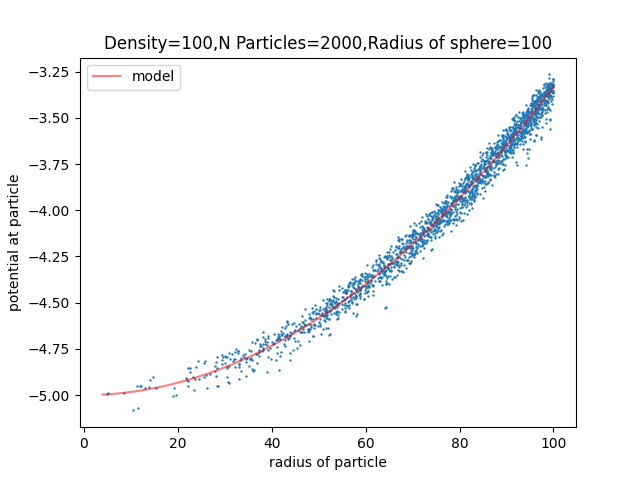 Density=100,N Particles=2000,Radius of sphere=100
model
−3.25
−3.50
−3.75
−4.00
−4.25
−4.50
−4.75
−5.00
potential at particle
0 20 40 60 80 100
radius of particle